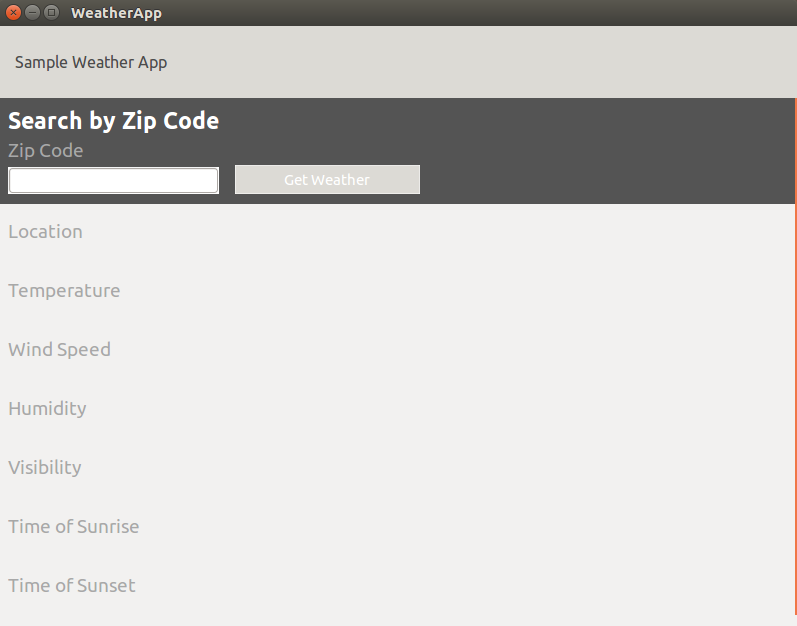 WeatherApp
Sample Weather App
Search by Zip Code
Zip Code
Get Weather
Location
Temperature
Wind Speed
Humidity
Visibility
Time of Sunrise
Time of Sunset